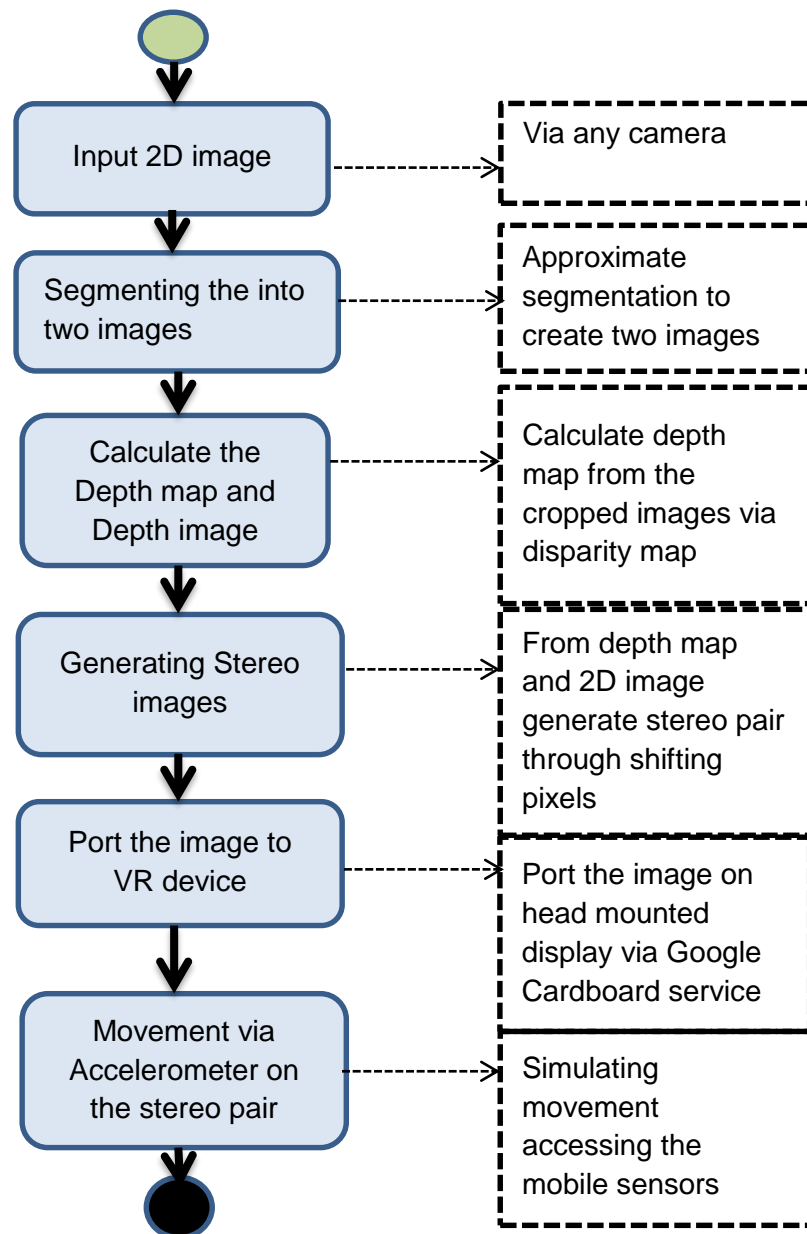 Input 2D image
Via any camera
Segmenting the into
two images
Approximate
segmentation to
create two images
Calculate the
Depth map and
Depth image
Calculate depth
map from the
cropped images via
disparity map
Generating Stereo
images
From depth map
and 2D image
generate stereo pair
through shifting
pixels
Port the image to
VR device
Port the image on
head mounted
display via Google
Cardboard service
Movement via
Accelerometer on
the stereo pair
Simulating
movement
accessing the
mobile sensors